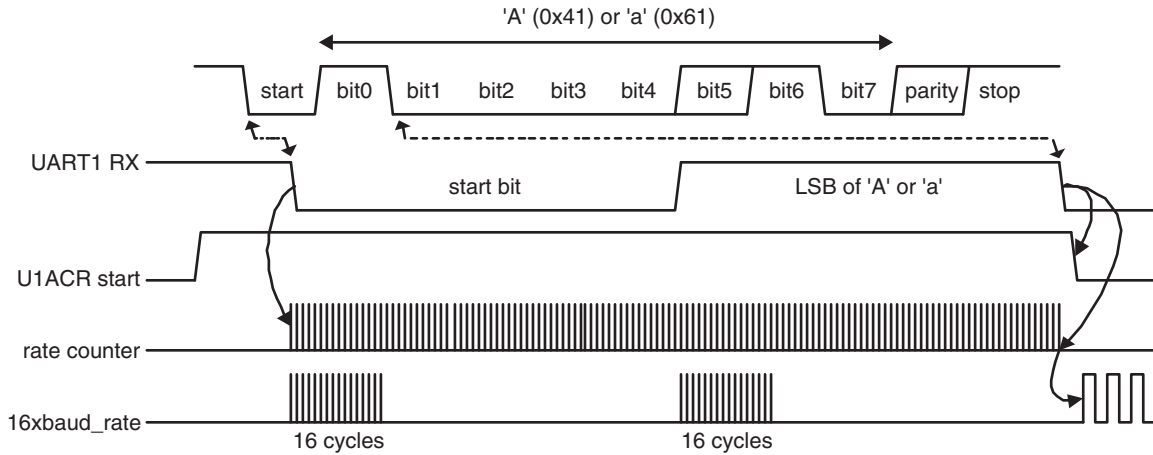 'A' (0x41) or 'a' (0x61)
start bit0 bit1 bit2 bit3 bit4 bit5 bit6 bit7 parity stop
UART1 RX
start bit LSB of 'A' or 'a'
U1ACR start
rate counter
16xbaud_rate
16 cycles 16 cycles